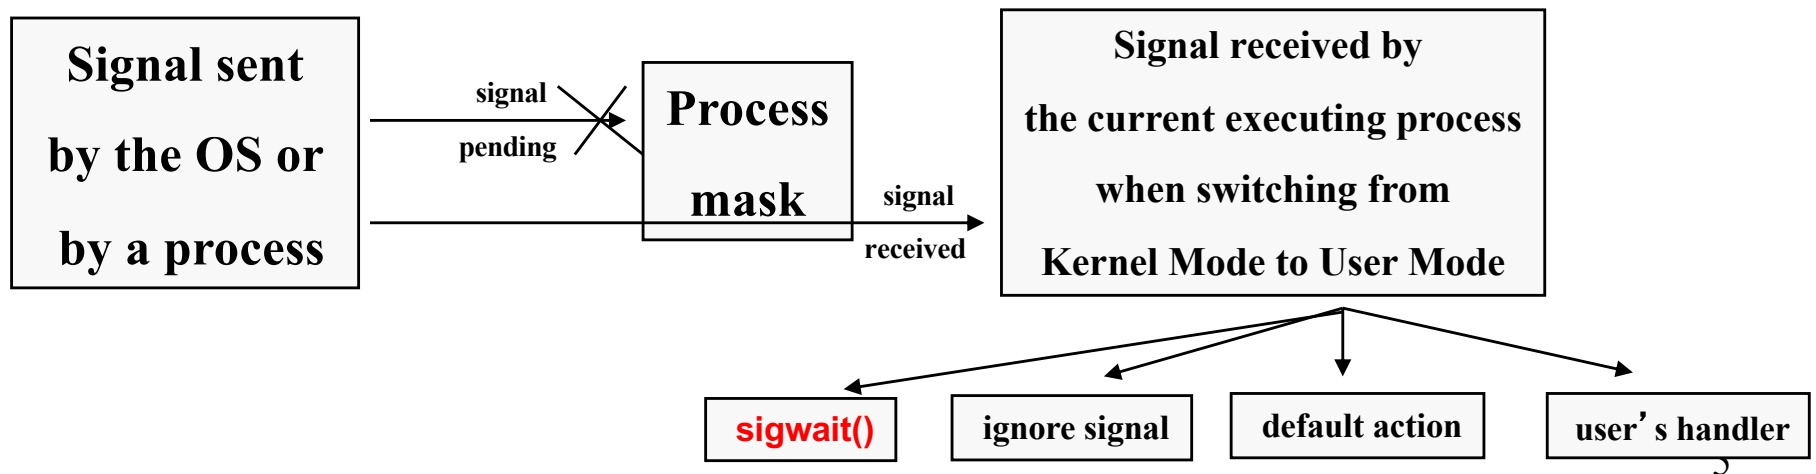 Signal sent
by the OS or
by a process
signal
pending
Process
mask
signal
received
Signal received by
the current executing process
when switching from
Kernel Mode to User Mode
sigwait()
ignore signal
default action
user’s handler